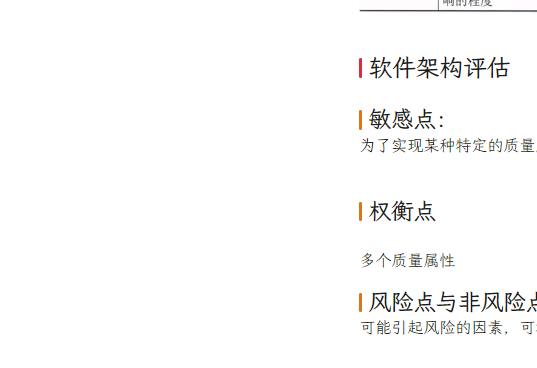 响的程度
软件架构评估
敏感点：
为了实现某种特定的质量
权衡点
多个质量属性
风险点与非风险点
可能引起风险的因素，可